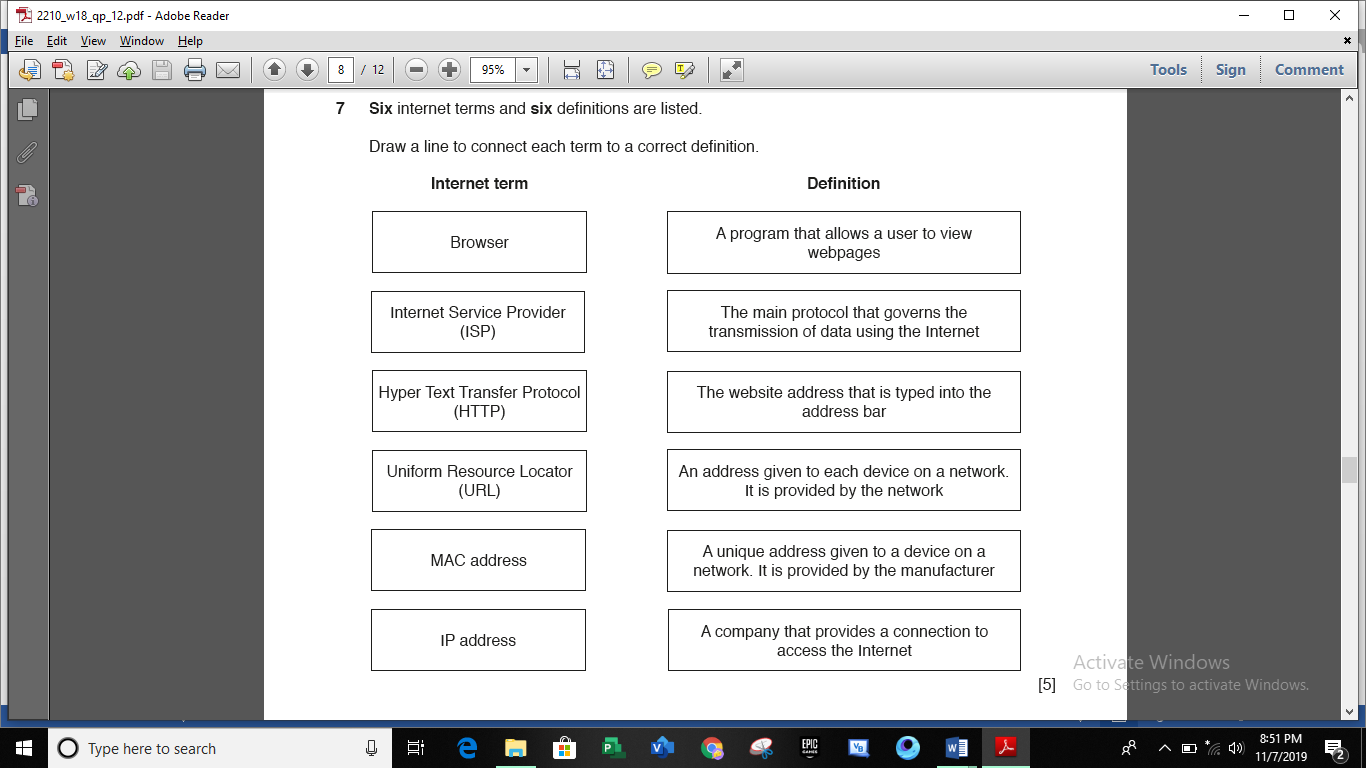 2210_w18_qp_12.pdf - Adobe Reader
File Edit View Window Help
8 / 12 95% Tools Sign Comment
7 Six internet terms and six definitions are listed.
Draw a line to connect each term to a correct definition.
Internet term Definition
Browser
A program that allows a user to view
webpages
Internet Service Provider
(ISP)
The main protocol that governs the
transmission of data using the Internet
Hyper Text Transfer Protocol
(HTTP)
The website address that is typed into the
address bar
Uniform Resource Locator
(URL)
An address given to each device on a network.
It is provided by the network
MAC address
A unique address given to a device on a
network. It is provided by the manufacturer
IP address
A company that provides a connection to
access the Internet
[5]
Activate Windows
Go to Settings to activate Windows.
Type here to search
EPIC
GAMES
VB
8:51 PM
11/7/2019
2